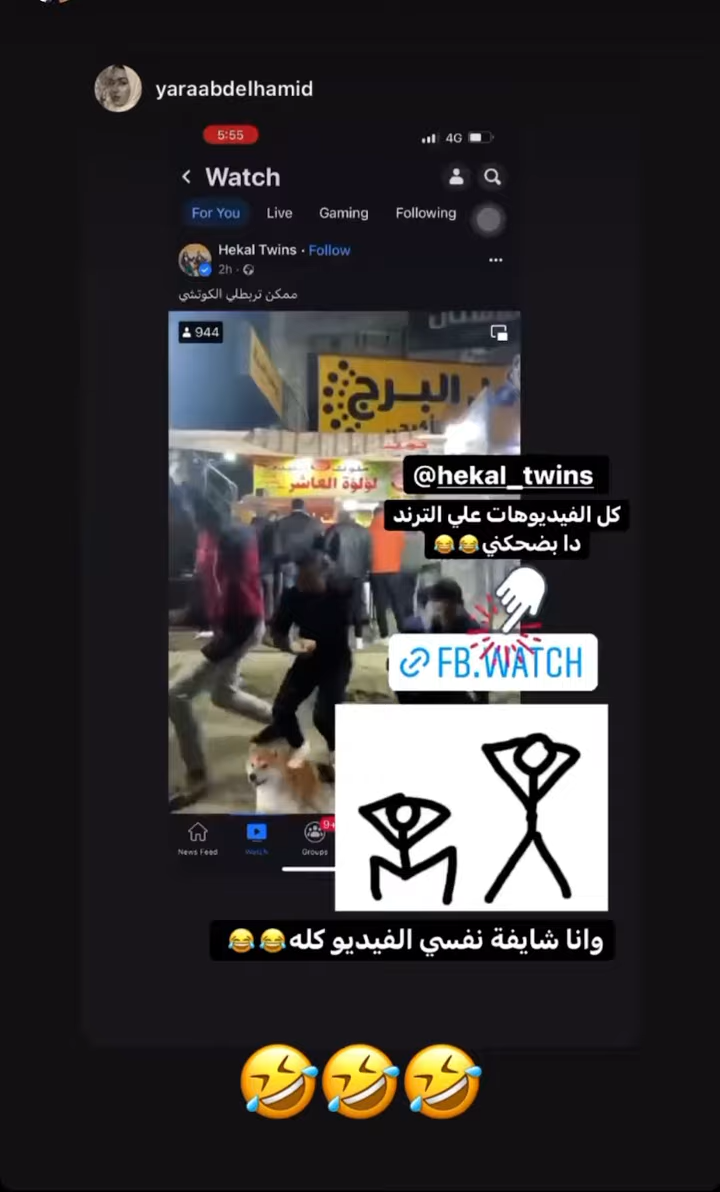 yaraabdelhamid
5:55
4G
Watch
For You
Live
Gaming
Following
Hekal Twins · Follow
2h
ممكن تربطلي الكوتشي
944
البرج
لؤلؤة العاشر
@hekal_twins
كل الفيديوهات علي الترند
دا بضحكني😂😂
FB.WATCH
News Feed
Watch
Groups
9+
وانا شايفة نفسي الفيديو كله😂😂
🤣🤣🤣